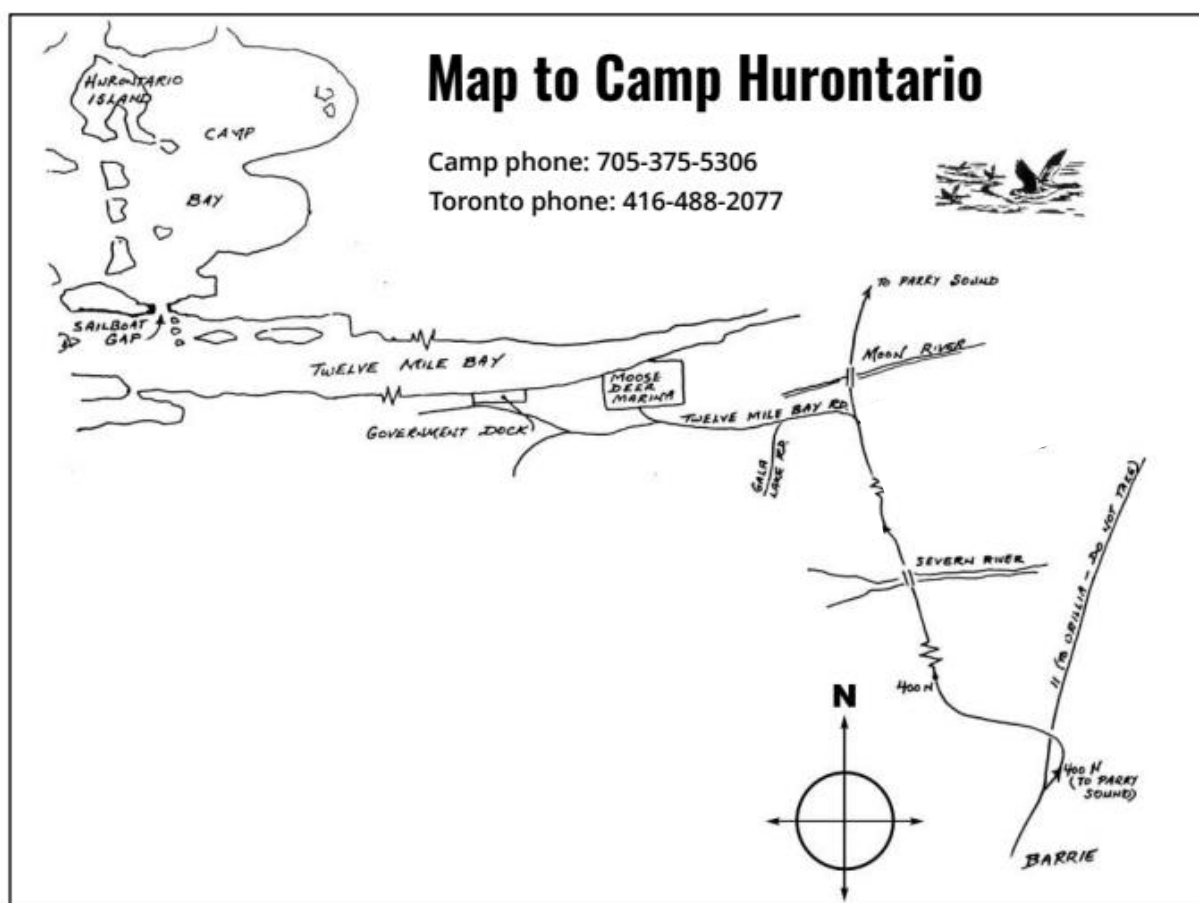 Map to Camp Hurontario
Camp phone: 705-375-5306
Toronto phone: 416-488-2077
HURONTARIO
ISLAND
CAMP
BAY
SAILBOAT
GAP
TWELVE MILE BAY
GOVERNMENT DOCK
MOOSE
DEER
MARINA
TWELVE MILE BAY RD.
GALA
LAKE RD.
TO PARRY SOUND
MOON RIVER
SEVERN RIVER
11 (TO ORILLIA - DO NOT TAKE)
400 N
N
400 N
(TO PARRY
SOUND)
BARRIE